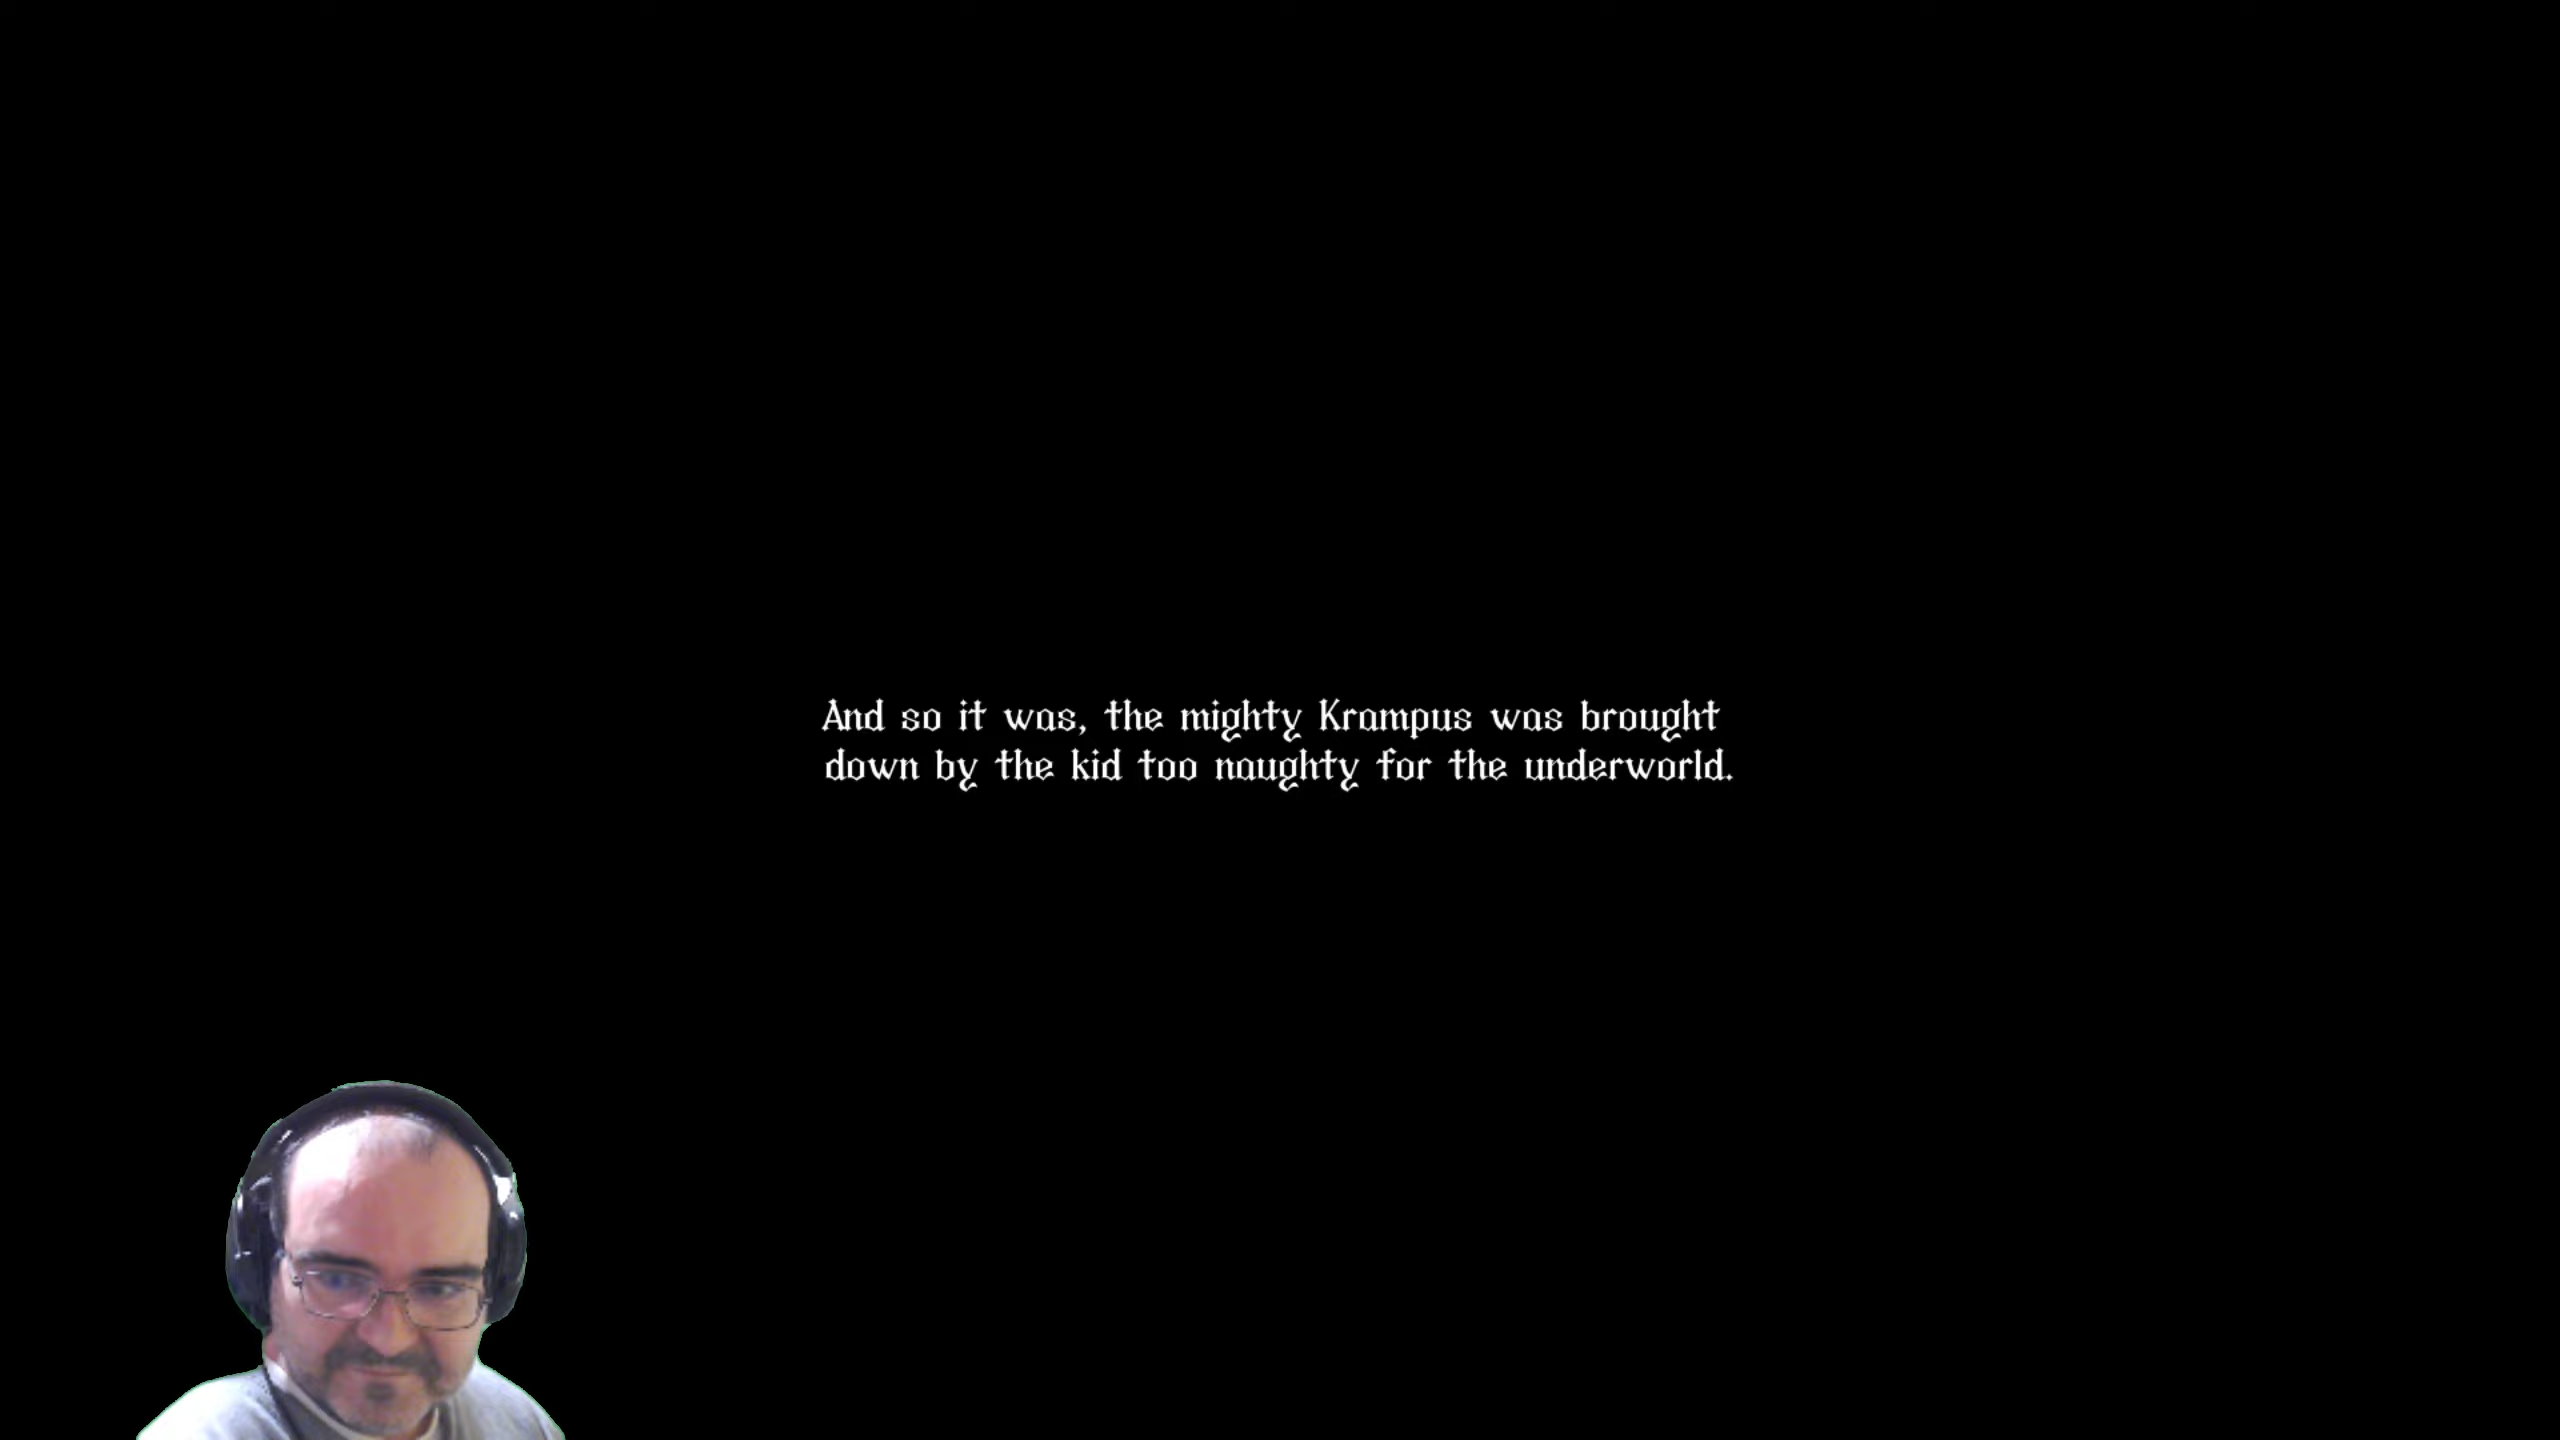 And so it was, the mighty Krampus was brought
down by the kid too naughty for the underworld.